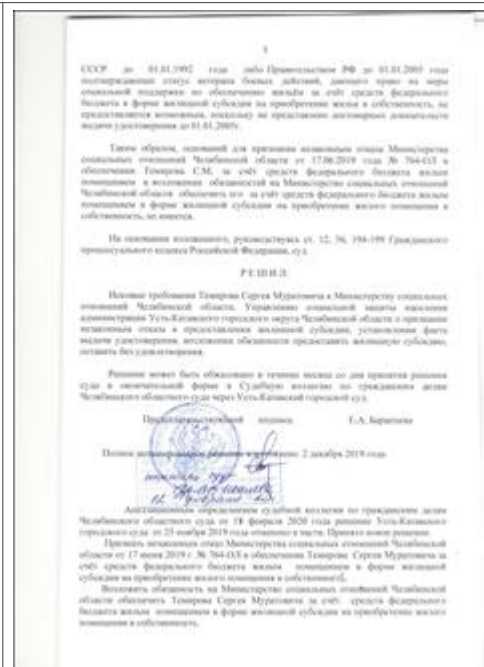 5
СССР до 01.01.1992 года либо Правительством РФ до 01.01.2005 года
подтверждающих статус ветерана боевых действий, дающего право на меры
социальной поддержки по обеспечению жильём за счёт средств федерального
бюджета в форме жилищной субсидии на приобретение жилья в собственность, не
представляется возможным, поскольку не представлено достоверных доказательств
выдачи удостоверения до 01.01.2005г.
Таким образом, оснований для признания незаконным отказа Министерства
социальных отношений Челябинской области от 17.06.2019 года № 764-ОЛ в
обеспечении Темирова С.М. за счёт средств федерального бюджета жилым
помещением и возложения обязанностей на Министерство социальных отношений
Челябинской области обеспечить его за счёт средств федерального бюджета жилым
помещением в форме жилищной субсидии на приобретение жилого помещения в
собственность, не имеется.
На основании изложенного, руководствуясь ст. 12, 56, 194-199 Гражданского
процессуального кодекса Российской Федерации, суд
РЕШИЛ:
Исковые требования Темирова Сергея Муратовича к Министерству социальных
отношений Челябинской области, Управлению социальной защиты населения
администрации Усть-Катавского городского округа Челябинской области о признании
незаконным отказа в предоставлении жилищной субсидии, установлении факта
выдачи удостоверения, возложении обязанности предоставить жилищную субсидию,
оставить без удовлетворения.
Решение может быть обжаловано в течение месяца со дня принятия решения
суда в окончательной форме в Судебную коллегию по гражданским делам
Челябинского областного суда через Усть-Катавский городской суд.
Председательствующий подпись
Полное мотивированное решение изготовлено 2 декабря 2019 года.
Апелляционным определением судебной коллегии по гражданским делам
Челябинского областного суда от 18 февраля 2020 года решение Усть-Катавского
городского суда от 25 ноября 2019 года отменено в части. Принято новое решение.
Признать незаконным отказ Министерства социальных отношений Челябинской
области от 17 июня 2019 г. № 764-ОЛ в обеспечении Темирова Сергея Муратовича за
счёт средств федерального бюджета жилым помещением в форме жилищной
субсидии на приобретение жилого помещения в собственность.
Возложить обязанность на Министерство социальных отношений Челябинской
области обеспечить Темирова Сергея Муратовича за счёт средств федерального
бюджета жилым помещением в форме жилищной субсидии на приобретение жилого
помещения в собственность.